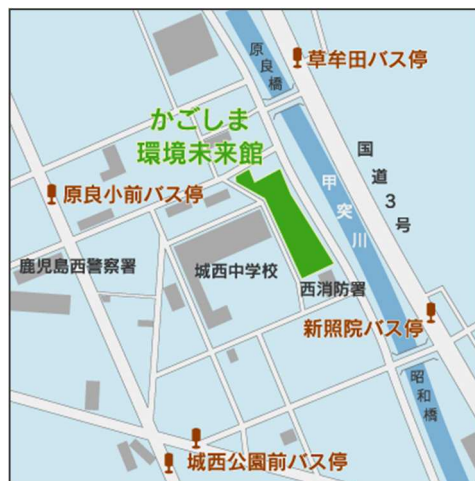 原良橋
草牟田バス停
かごしま
環境未来館
国道3号
甲突川
原良小前バス停
鹿児島西警察署
城西中学校
西消防署
新照院バス停
昭和橋
城西公園前バス停